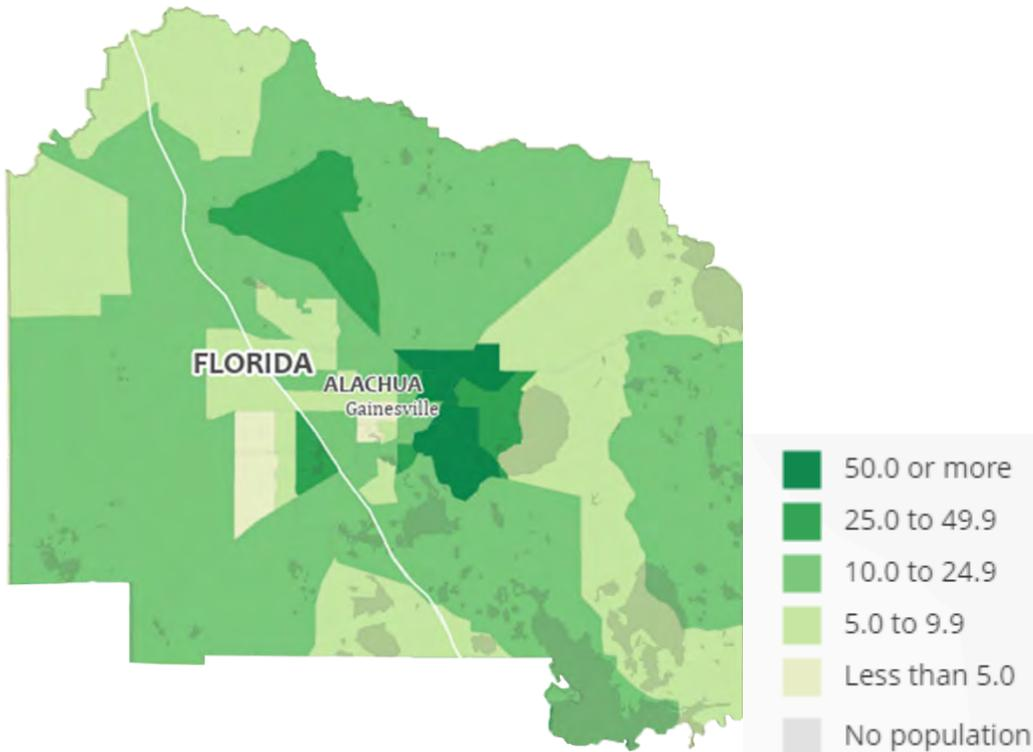 FLORIDA
ALACHUA
Gainesville
50.0 or more
25.0 to 49.9
10.0 to 24.9
5.0 to 9.9
Less than 5.0
No population